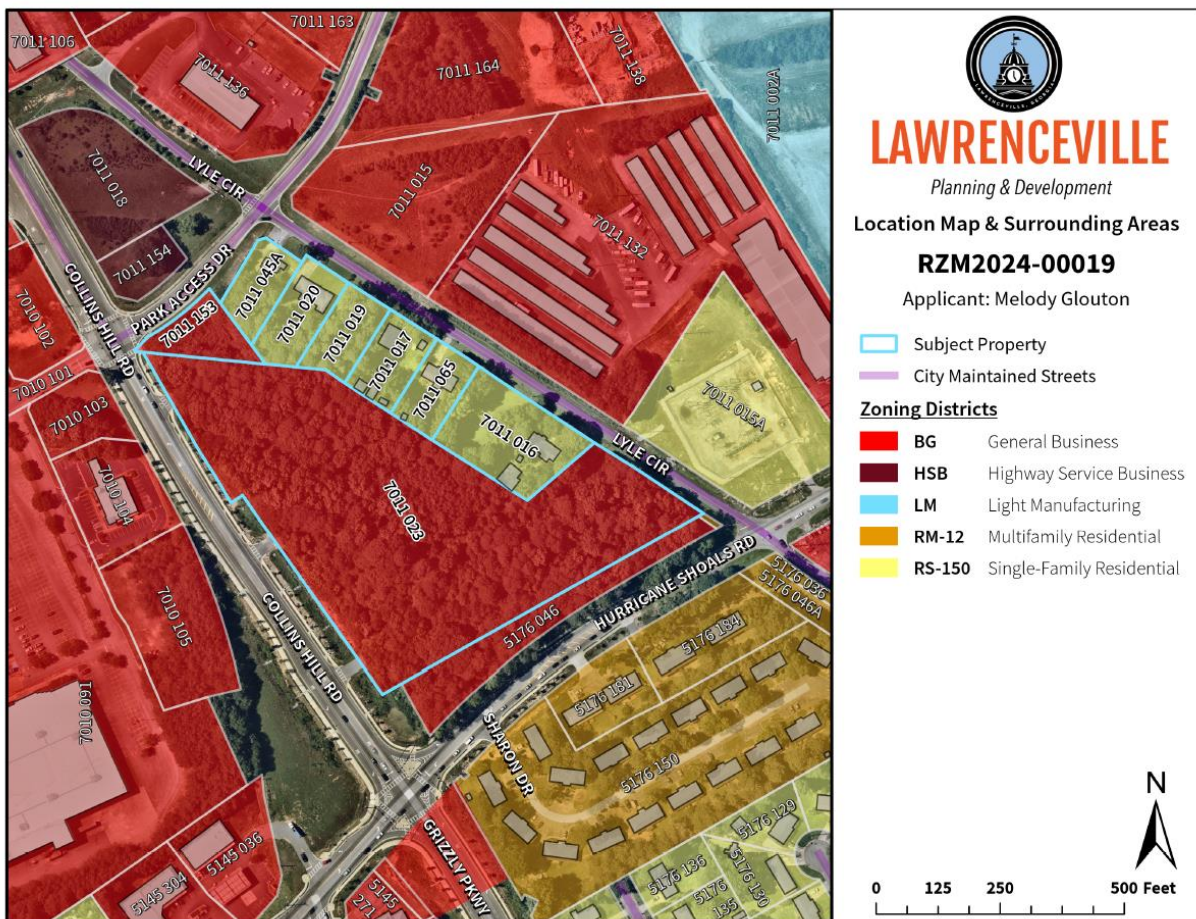 7011 106
7011 163
7011 136
7011 164
7011 138
7011 002A
7011 018
LYLE CIR
7011 015
7011 132
7011 154
PARK ACCESS DR
COLLINS HILL RD
7010 102
7011 153
7011 045A
7011 020
7011 019
7011 017
7011 065
7011 016
7010 101
7010 103
7011 015A
LYLE CIR
7010 104
7011 023
7010 105
COLLINS HILL RD
5176 046
HURRICANE SHOALS RD
5176 036
5176 046A
5176 184
5176 181
SHARON DR
5176 150
7010 091
5145 036
5145 304
GRIZZLY PKWY
5145
271
5176 129
5176 136
5176 130
5176
135
LAWRENCEVILLE, GEORGIA
LAWRENCEVILLE
Planning & Development
Location Map & Surrounding Areas
RZM2024-00019
Applicant: Melody Glouton
Subject Property
City Maintained Streets
Zoning Districts
BG General Business
HSB Highway Service Business
LM Light Manufacturing
RM-12 Multifamily Residential
RS-150 Single-Family Residential
N
0 125 250 500 Feet